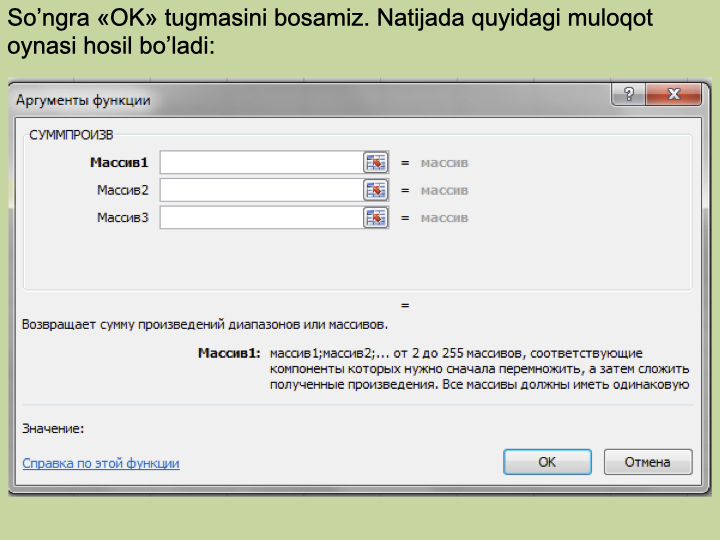 So’ngra «OK» tugmasini bosamiz. Natijada quyidagi muloqot
oynasi hosil bo’ladi:
Аргументы функции
?
СУММПРОИЗВ
Массив1 = массив
Массив2 = массив
Массив3 = массив
=
Возвращает сумму произведений диапазонов или массивов.
Массив1: массив1;массив2;... от 2 до 255 массивов, соответствующие
компоненты которых нужно сначала перемножить, а затем сложить
полученные произведения. Все массивы должны иметь одинаковую
Значение:
Справка по этой функции
ОК Отмена